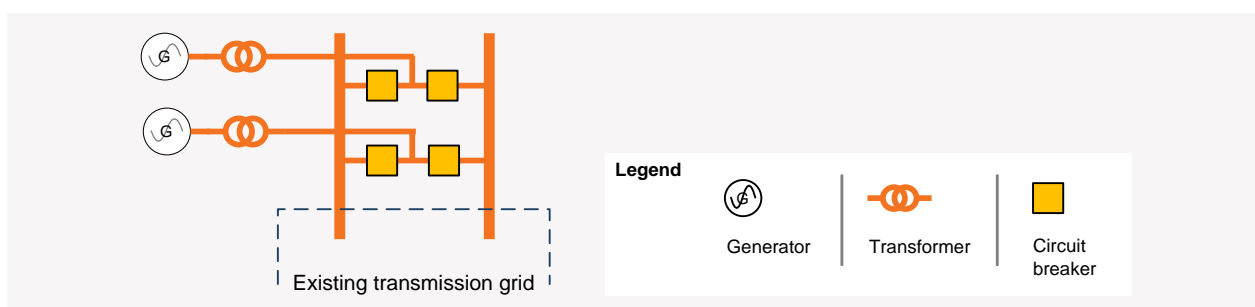 G
G
Existing transmission grid
Legend
G
Generator
Transformer
Circuit
breaker